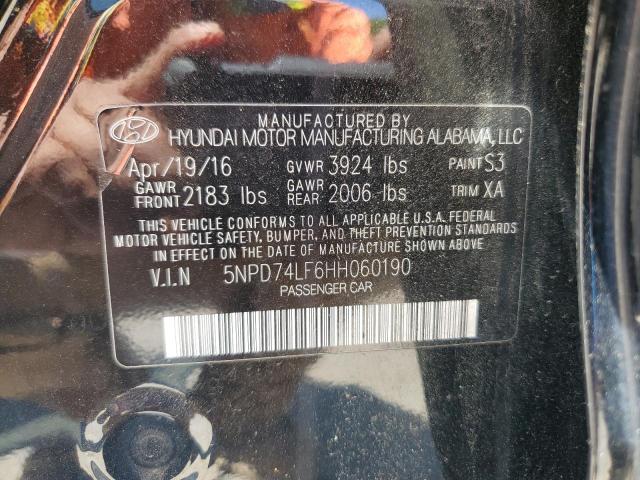 MANUFACTURED BY
HYUNDAI MOTOR MANUFACTURING ALABAMA, LLC
Apr/19/16 GVWR 3924 lbs PAINT S3
GAWR FRONT 2183 lbs GAWR REAR 2006 lbs TRIM XA
THIS VEHICLE CONFORMS TO ALL APPLICABLE U.S.A. FEDERAL
MOTOR VEHICLE SAFETY, BUMPER, AND THEFT PREVENTION STANDARDS
IN EFFECT ON THE DATE OF MANUFACTURE SHOWN ABOVE.
V.I.N 5NPD74LF6HH060190
PASSENGER CAR